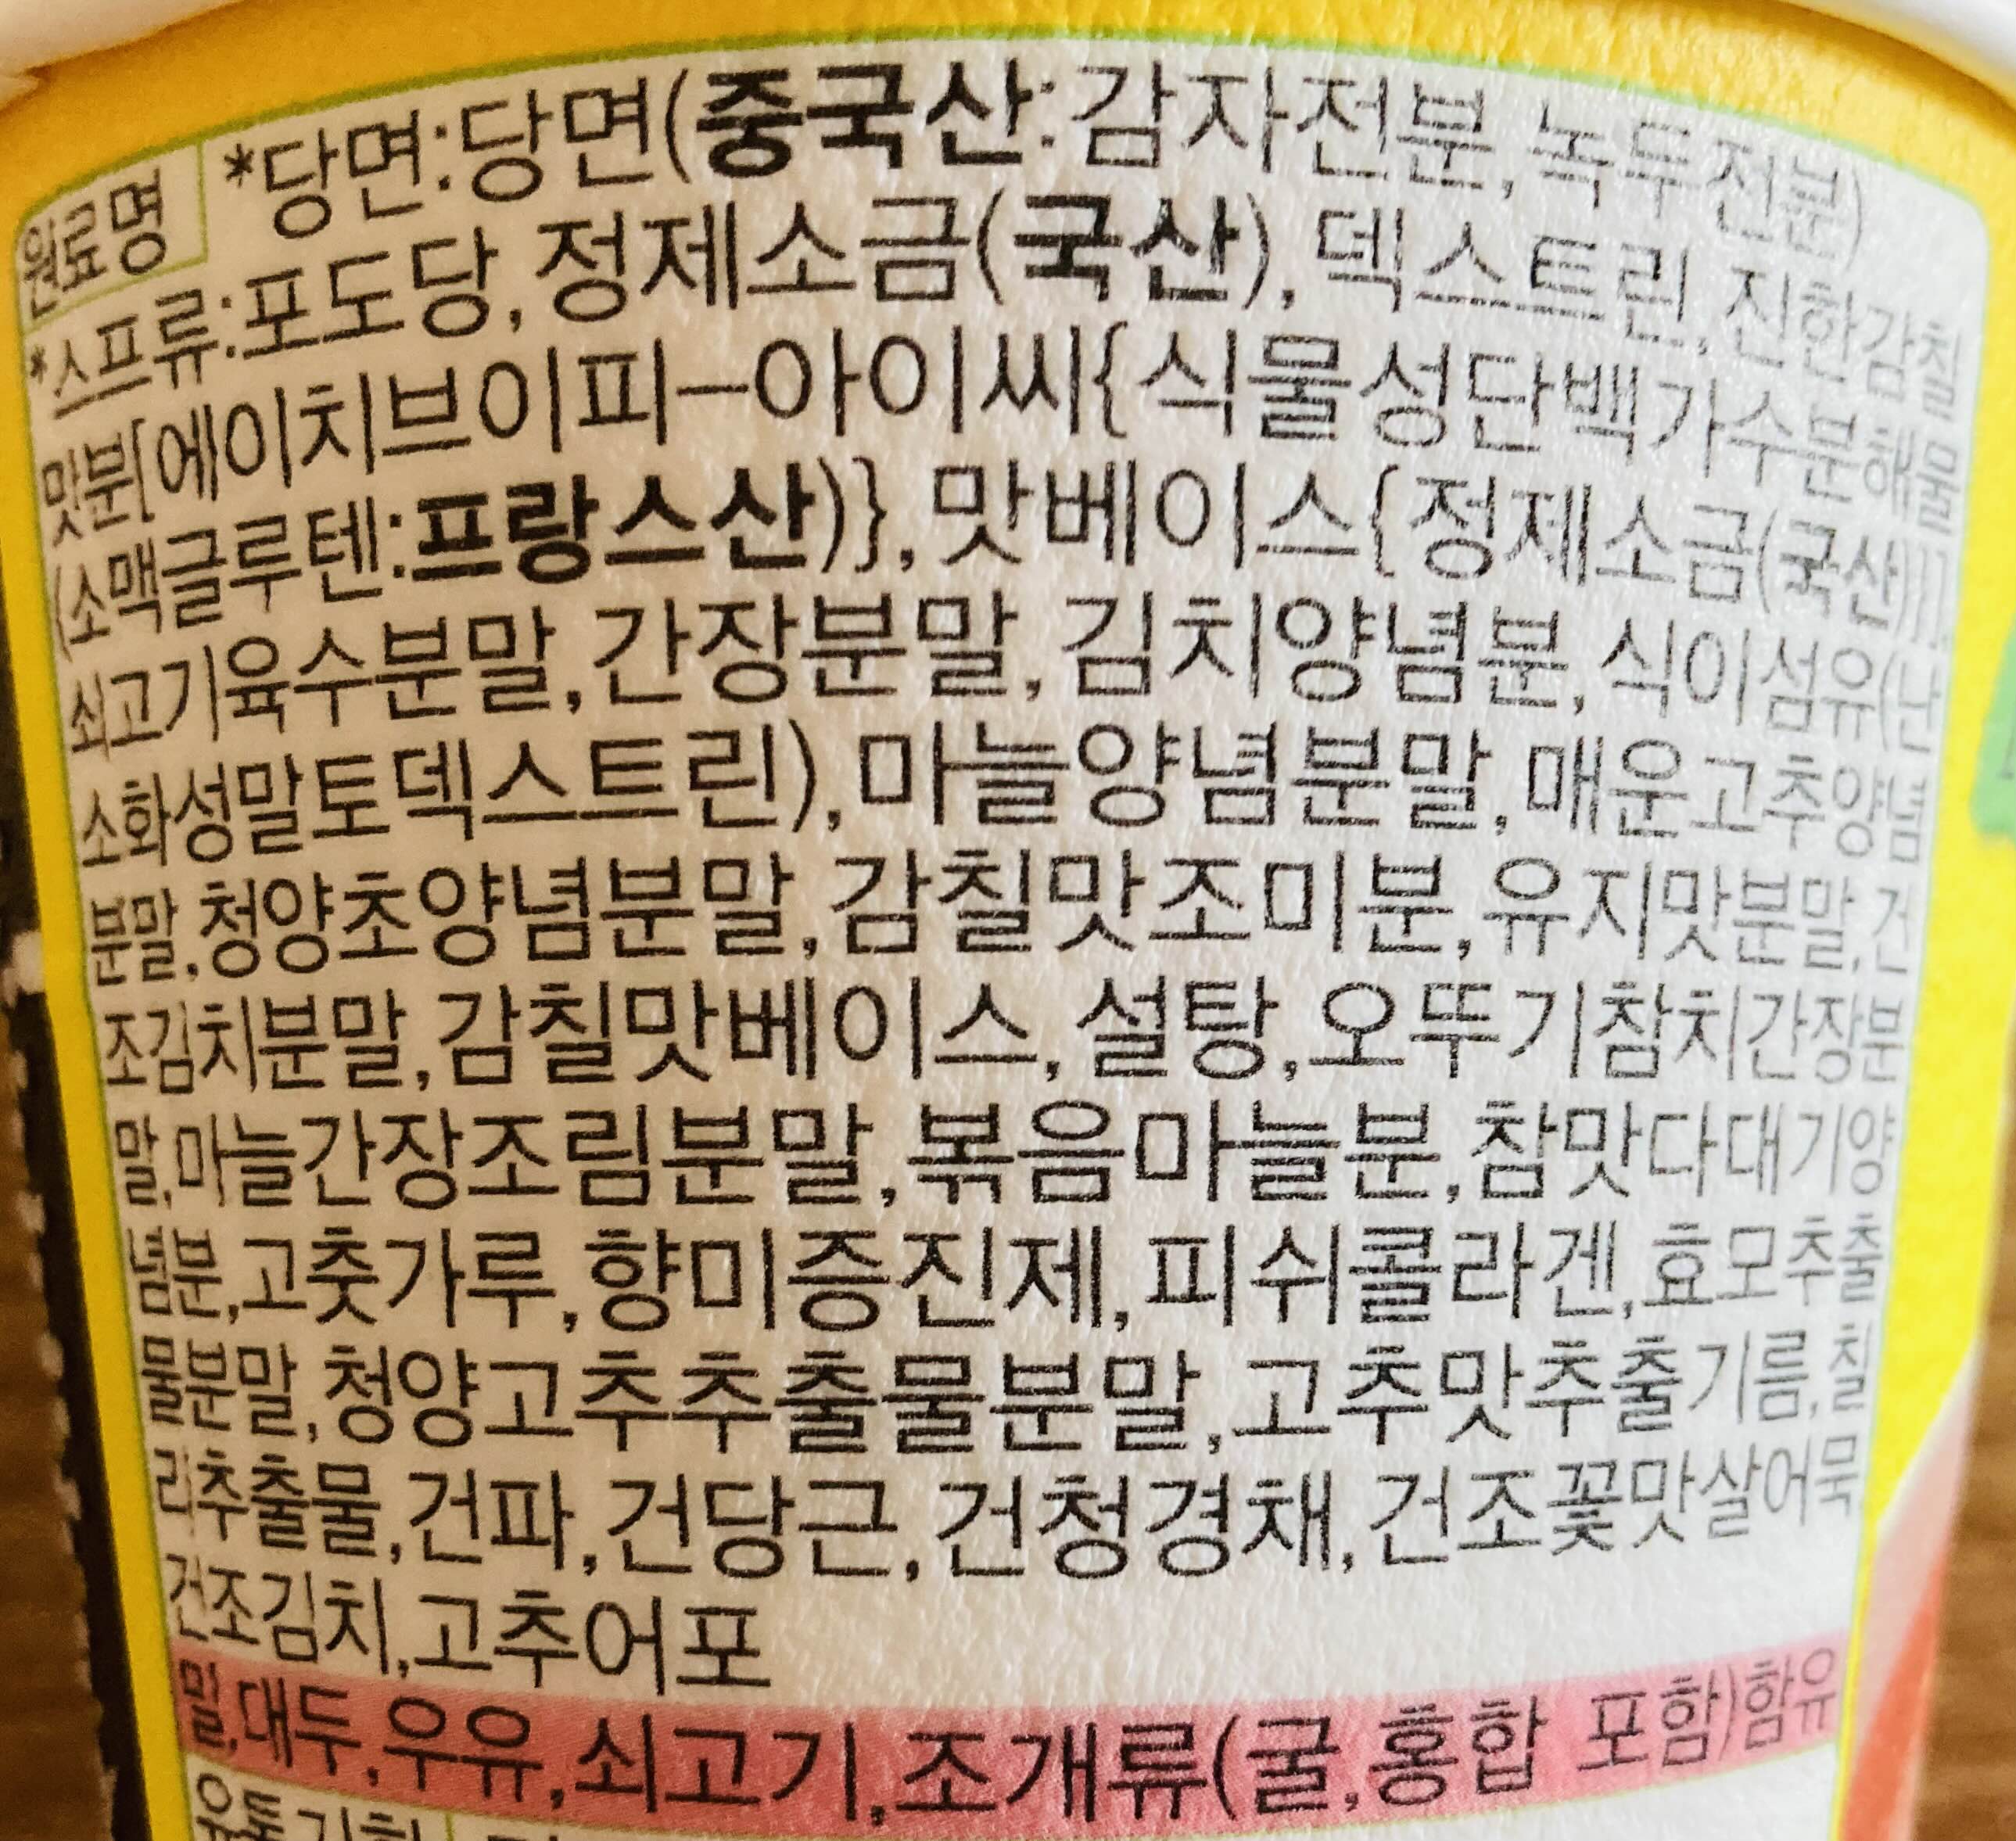 원료명
*당면:당면(중국산:감자전분,녹두전분)
*스프류:포도당,정제소금(국산),덱스트린,진한감칠
맛분[에이치브이피-아이씨{식물성단백가수분해물
(소맥글루텐:프랑스산)},맛베이스{정제소금(국산)
쇠고기육수분말,간장분말,김치양념분,식이섬유(난
소화성말토덱스트린),마늘양념분말,매운고추양념
분말,청양초양념분말,감칠맛조미분,유지맛분말,건
조김치분말,감칠맛베이스,설탕,오뚜기참치간장분
말,마늘간장조림분말,볶음마늘분,참맛다대기양
념분,고춧가루,향미증진제,피쉬콜라겐,효모추출
물분말,청양고추추출물분말,고추맛추출기름,칠
리추출물,건파,건당근,건청경채,건조꽃맛살어묵
건조김치,고추어포
밀,대두,우유,쇠고기,조개류(굴,홍합 포함)함유
유통기한